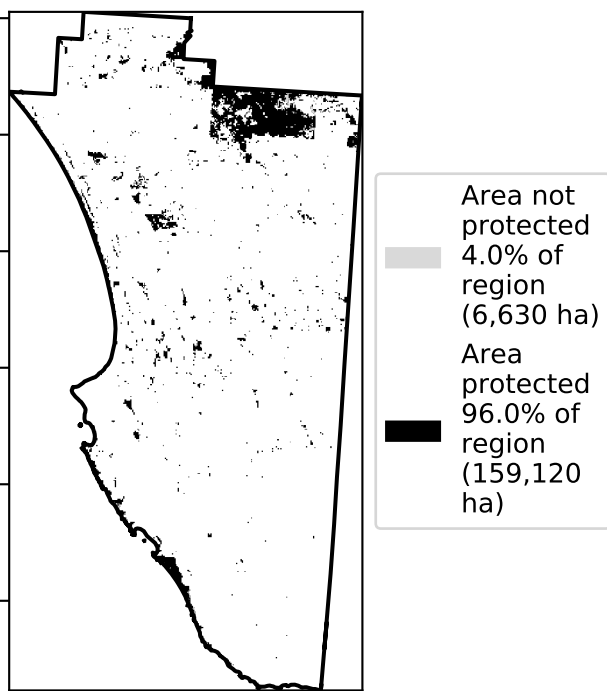 Area not
protected
4.0% of
region
(6,630 ha)
Area
protected
96.0% of
region
(159,120
ha)